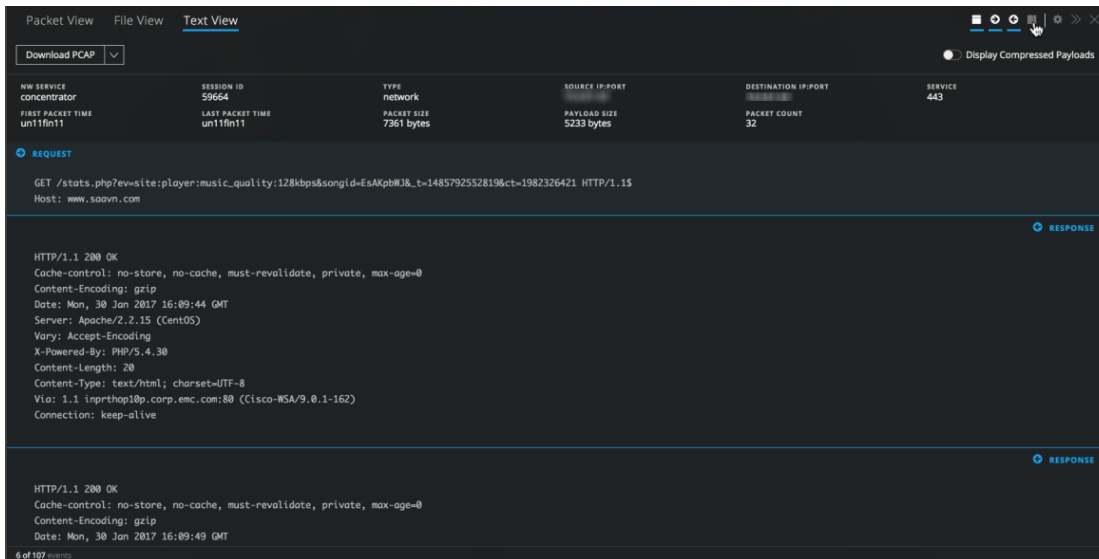 Packet View File View Text View
Download PCAP
Display Compressed Payloads
NW SERVICE SESSION ID TYPE SOURCE IP:PORT DESTINATION IP:PORT SERVICE
concentrator 59664 network 443
FIRST PACKET TIME LAST PACKET TIME PACKET SIZE PAYLOAD SIZE PACKET COUNT
un11fin11 un11fin11 7361 bytes 5233 bytes 32
REQUEST
GET /stats.php?ev=site:player:music_quality:128kbps&songid=EsAKpbWJ&_t=1485792552819&ct=1982326421 HTTP/1.1$
Host: www.saavn.com
RESPONSE
HTTP/1.1 200 OK
Cache-control: no-store, no-cache, must-revalidate, private, max-age=0
Content-Encoding: gzip
Date: Mon, 30 Jan 2017 16:09:44 GMT
Server: Apache/2.2.15 (CentOS)
Vary: Accept-Encoding
X-Powered-By: PHP/5.4.30
Content-Length: 20
Content-Type: text/html; charset=UTF-8
Via: 1.1 inprthop10p.corp.emc.com:80 (Cisco-WSA/9.0.1-162)
Connection: keep-alive
RESPONSE
HTTP/1.1 200 OK
Cache-control: no-store, no-cache, must-revalidate, private, max-age=0
Content-Encoding: gzip
Date: Mon, 30 Jan 2017 16:09:49 GMT
6 of 107 events